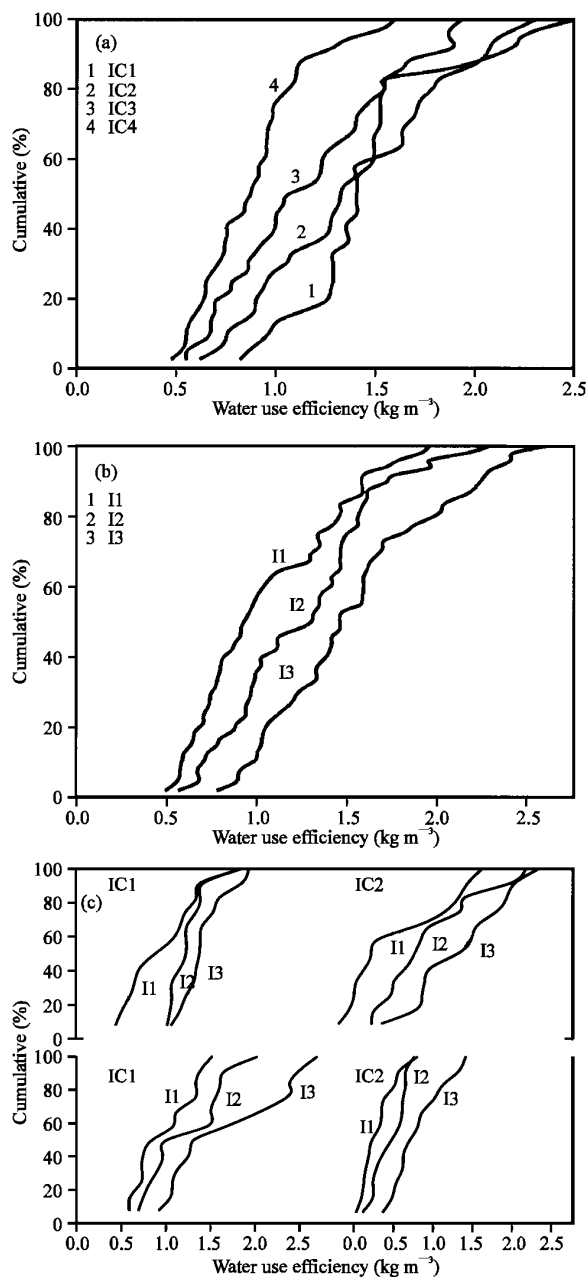 100
(a)
1 IC1
2 IC2
3 IC3
4 IC4
4
3
2
1
80
60
40
20
0
Cumulative (%)
0.0 0.5 1.0 1.5 2.0 2.5
Water use efficiency (kg m⁻³)
100
(b)
1 I1
2 I2
3 I3
I1
I2
I3
80
60
40
20
0
Cumulative (%)
0.0 0.5 1.0 1.5 2.0 2.5
Water use efficiency (kg m⁻³)
(c)
100
80
60
40
20
0
IC1
I1 I2 I3
IC2
I1 I2 I3
100
80
60
40
20
0
IC1
I1 I2 I3
IC2
I1 I2 I3
Cumulative (%)
0.0 0.5 1.0 1.5 2.0 2.5 0.0 0.5 1.0 1.5 2.0 2.5
Water use efficiency (kg m⁻³)